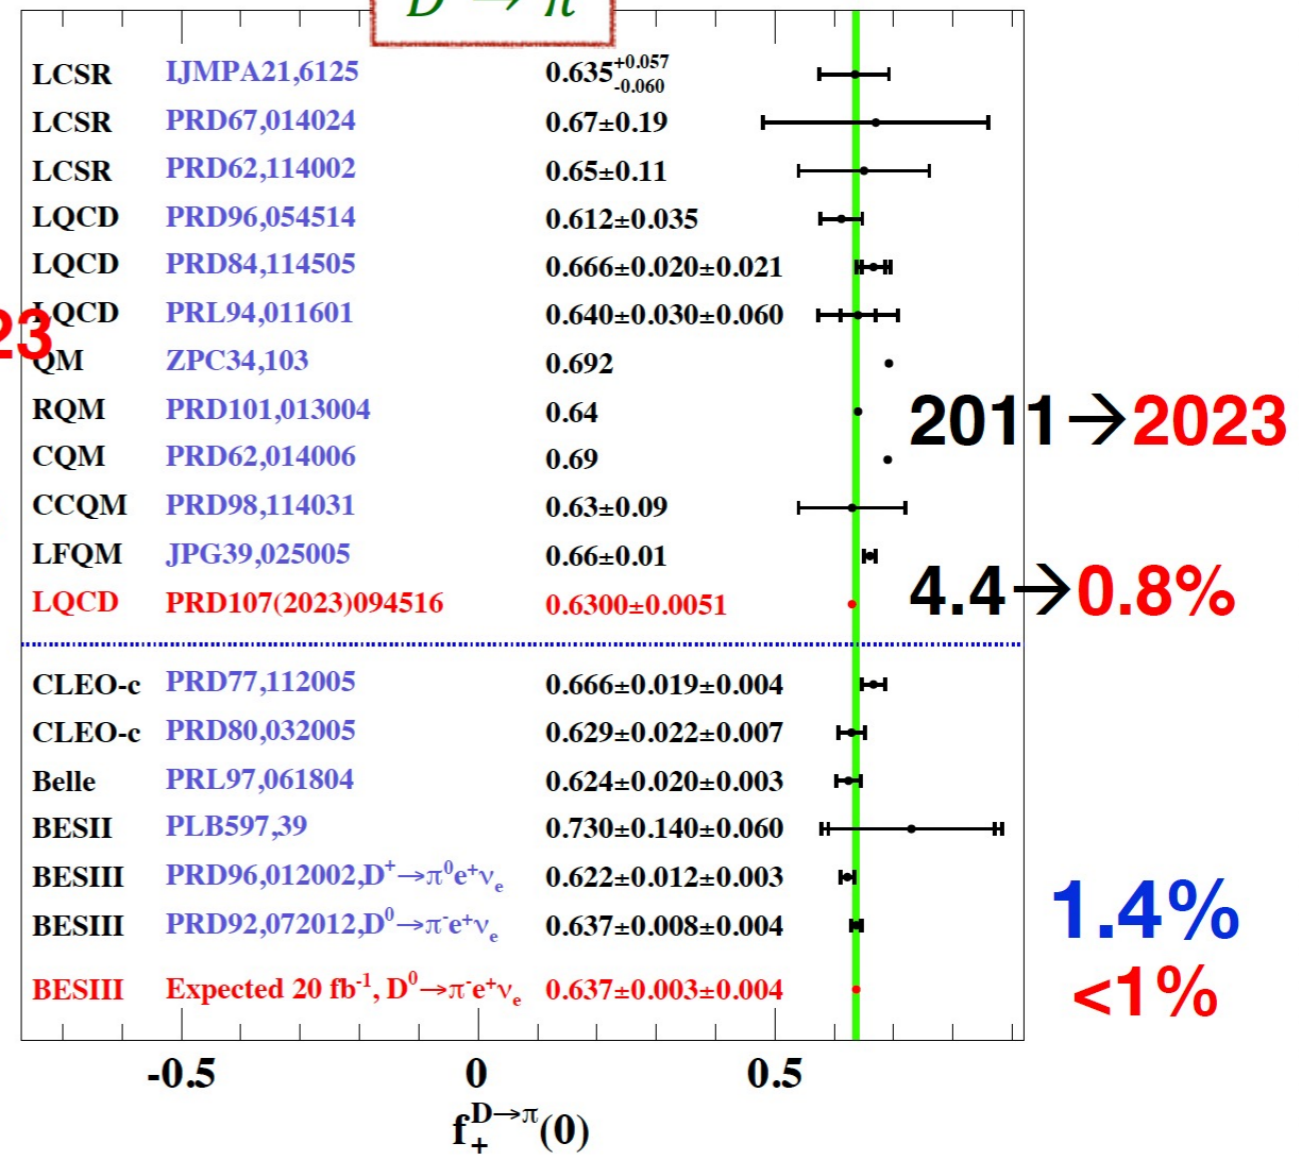 D → π
LCSR IJMPA21,6125 0.635+0.057-0.060
LCSR PRD67,014024 0.67±0.19
LCSR PRD62,114002 0.65±0.11
LQCD PRD96,054514 0.612±0.035
LQCD PRD84,114505 0.666±0.020±0.021
LQCD PRL94,011601 0.640±0.030±0.060
23
QM ZPC34,103 0.692
RQM PRD101,013004 0.64
2011→2023
CQM PRD62,014006 0.69
CCQM PRD98,114031 0.63±0.09
LFQM JPG39,025005 0.66±0.01
4.4→0.8%
LQCD PRD107(2023)094516 0.6300±0.0051
CLEO-c PRD77,112005 0.666±0.019±0.004
CLEO-c PRD80,032005 0.629±0.022±0.007
Belle PRL97,061804 0.624±0.020±0.003
BESII PLB597,39 0.730±0.140±0.060
BESIII PRD96,012002,D⁺→π⁰e⁺νₑ 0.622±0.012±0.003
BESIII PRD92,072012,D⁰→π⁻e⁺νₑ 0.637±0.008±0.004
1.4%
BESIII Expected 20 fb⁻¹, D⁰→π⁻e⁺νₑ 0.637±0.003±0.004
<1%
-0.5 0 0.5
f₊^D→π(0)